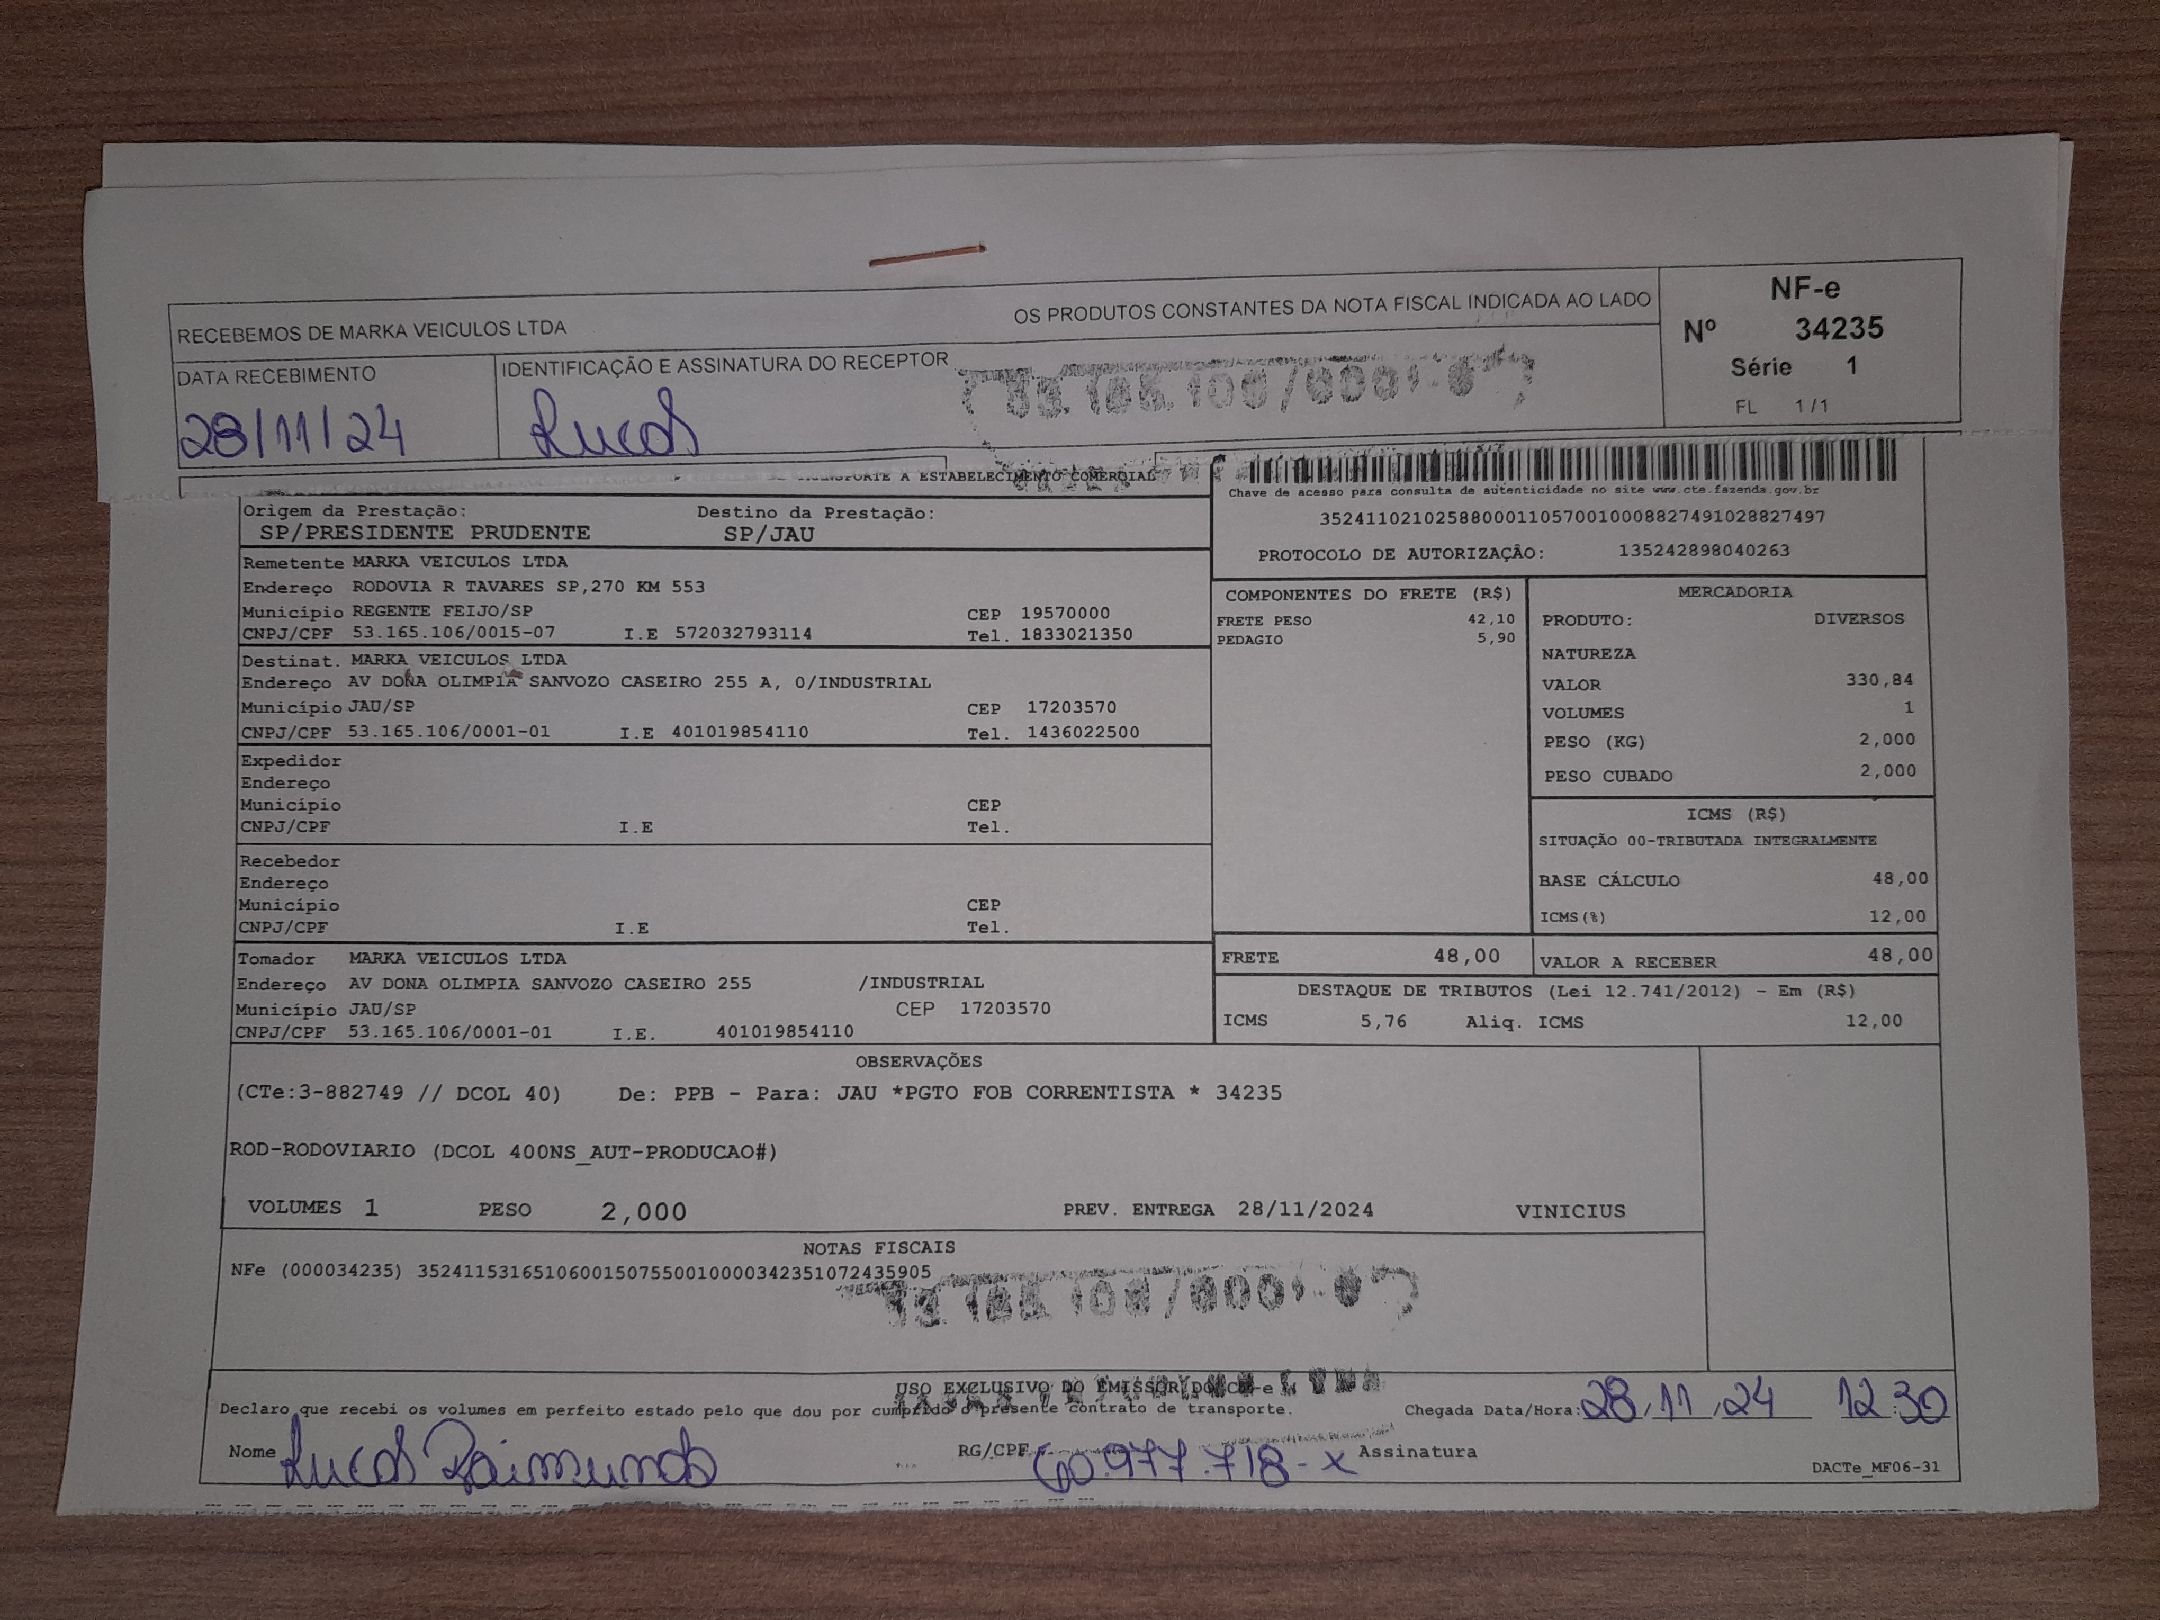 RECEBEMOS DE MARKA VEICULOS LTDA OS PRODUTOS CONSTANTES DA NOTA FISCAL INDICADA AO LADO
NF-e
Nº 34235
Série 1
FL 1/1
DATA RECEBIMENTO
28/11/24
IDENTIFICAÇÃO E ASSINATURA DO RECEPTOR
Lucas
TRANSPORTE A ESTABELECIMENTO COMERCIAL
Chave de acesso para consulta de autenticidade no site www.cte.fazenda.gov.br
35241102102588000110570010008827491028827497
PROTOCOLO DE AUTORIZAÇÃO: 135242898040263
Origem da Prestação: Destino da Prestação:
SP/PRESIDENTE PRUDENTE SP/JAU
Remetente MARKA VEICULOS LTDA
Endereço RODOVIA R TAVARES SP,270 KM 553
Município REGENTE FEIJO/SP CEP 19570000
CNPJ/CPF 53.165.106/0015-07 I.E 572032793114 Tel. 1833021350
Destinat. MARKA VEICULOS LTDA
Endereço AV DONA OLIMPIA SANVOZO CASEIRO 255 A, 0/INDUSTRIAL
Município JAU/SP CEP 17203570
CNPJ/CPF 53.165.106/0001-01 I.E 401019854110 Tel. 1436022500
Expedidor
Endereço
Município CEP
CNPJ/CPF I.E Tel.
Recebedor
Endereço
Município CEP
CNPJ/CPF I.E Tel.
Tomador MARKA VEICULOS LTDA
Endereço AV DONA OLIMPIA SANVOZO CASEIRO 255 /INDUSTRIAL
Município JAU/SP CEP 17203570
CNPJ/CPF 53.165.106/0001-01 I.E. 401019854110
COMPONENTES DO FRETE (R$)
FRETE PESO 42,10
PEDAGIO 5,90
MERCADORIA
PRODUTO: DIVERSOS
NATUREZA
VALOR 330,84
VOLUMES 1
PESO (KG) 2,000
PESO CUBADO 2,000
ICMS (R$)
SITUAÇÃO 00-TRIBUTADA INTEGRALMENTE
BASE CÁLCULO 48,00
ICMS(%) 12,00
FRETE 48,00 VALOR A RECEBER 48,00
DESTAQUE DE TRIBUTOS (Lei 12.741/2012) - Em (R$)
ICMS 5,76 Aliq. ICMS 12,00
OBSERVAÇÕES
(CTe:3-882749 // DCOL 40) De: PPB - Para: JAU *PGTO FOB CORRENTISTA * 34235
ROD-RODOVIARIO (DCOL 400NS_AUT-PRODUCAO#)
VOLUMES 1 PESO 2,000 PREV. ENTREGA 28/11/2024 VINICIUS
NOTAS FISCAIS
NFe (000034235) 35241153165106001507550010000342351072435905
USO EXCLUSIVO DO EMISSOR DO CT-e
Declaro que recebi os volumes em perfeito estado pelo que dou por cumprido o presente contrato de transporte. Chegada Data/Hora: 28.11.24 12:30
Nome Lucas Raimundo RG/CPF 60.977.718-x Assinatura
DACTe_MF06-31